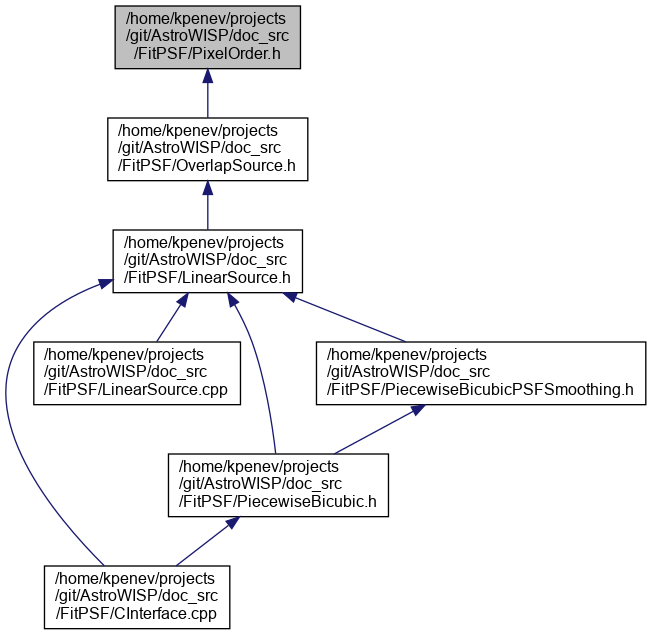 /home/kpenev/projects
/git/AstroWISP/doc_src
/FitPSF/PixelOrder.h
/home/kpenev/projects
/git/AstroWISP/doc_src
/FitPSF/OverlapSource.h
/home/kpenev/projects
/git/AstroWISP/doc_src
/FitPSF/LinearSource.h
/home/kpenev/projects
/git/AstroWISP/doc_src
/FitPSF/LinearSource.cpp
/home/kpenev/projects
/git/AstroWISP/doc_src
/FitPSF/PiecewiseBicubicPSFSmoothing.h
/home/kpenev/projects
/git/AstroWISP/doc_src
/FitPSF/PiecewiseBicubic.h
/home/kpenev/projects
/git/AstroWISP/doc_src
/FitPSF/CInterface.cpp